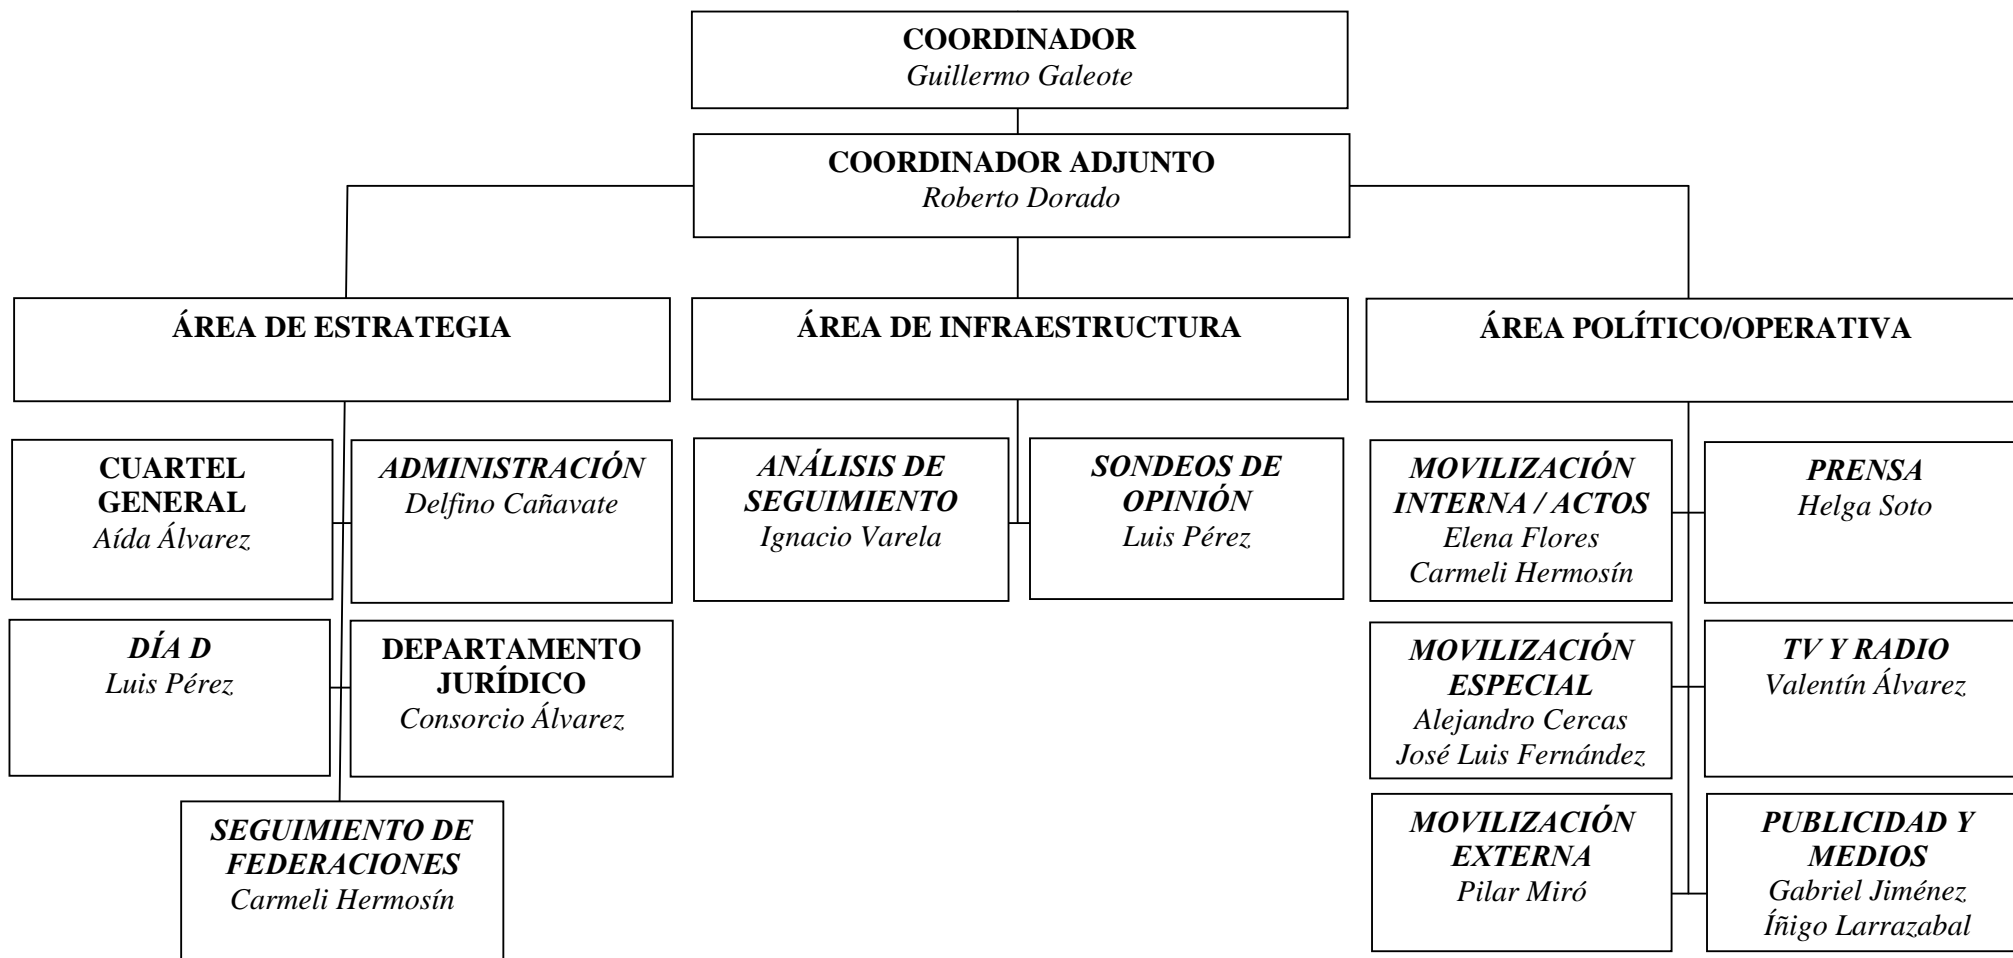 COORDINADOR
Guillermo Galeote
COORDINADOR ADJUNTO
Roberto Dorado
ÁREA DE ESTRATEGIA
ÁREA DE INFRAESTRUCTURA
ÁREA POLÍTICO/OPERATIVA
CUARTEL
GENERAL
Aída Álvarez
ADMINISTRACIÓN
Delfino Cañavate
ANÁLISIS DE
SEGUIMIENTO
Ignacio Varela
SONDEOS DE
OPINIÓN
Luis Pérez
MOVILIZACIÓN
INTERNA / ACTOS
Elena Flores
Carmeli Hermosín
PRENSA
Helga Soto
DÍA D
Luis Pérez
DEPARTAMENTO
JURÍDICO
Consorcio Álvarez
MOVILIZACIÓN
ESPECIAL
Alejandro Cercas
José Luis Fernández
TV Y RADIO
Valentín Álvarez
SEGUIMIENTO DE
FEDERACIONES
Carmeli Hermosín
MOVILIZACIÓN
EXTERNA
Pilar Miró
PUBLICIDAD Y
MEDIOS
Gabriel Jiménez
Íñigo Larrazabal